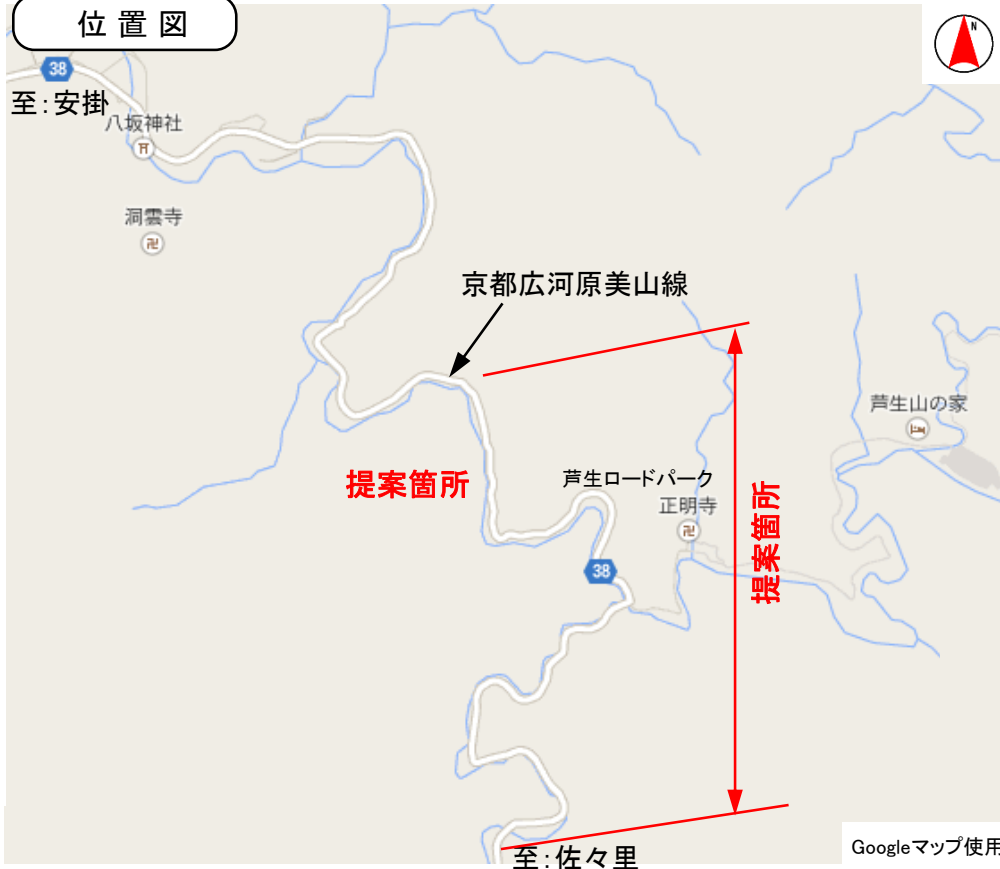 位置図
N
38
至：安掛
八坂神社
洞雲寺
京都広河原美山線
芦生山の家
提案箇所
芦生ロードパーク
正明寺
提案箇所
38
至：佐々里
Googleマップ使用